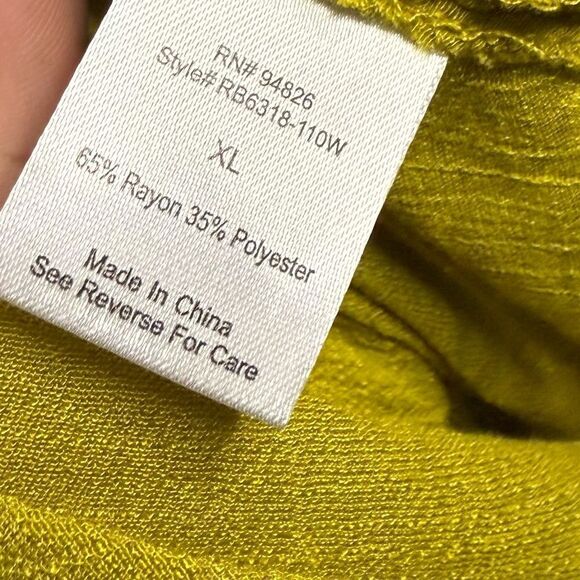 RN# 94826
Style# RB6318-110W
XL
65% Rayon 35% Polyester
Made In China
See Reverse For Care